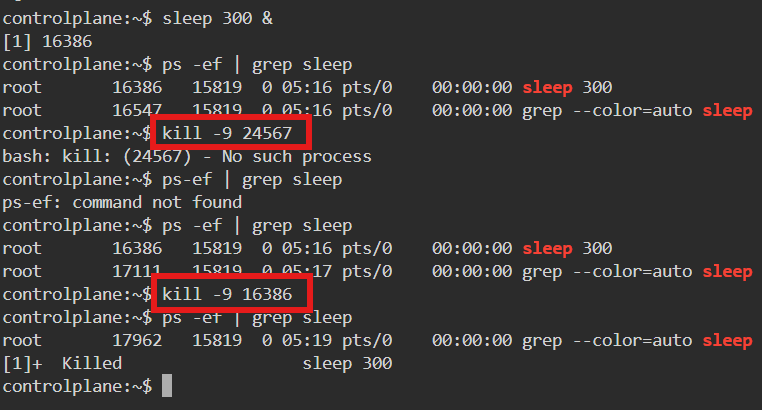 controlplane:~$ sleep 300 &
[1] 16386
controlplane:~$ ps -ef | grep sleep
root       16386   15819  0 05:16 pts/0    00:00:00 sleep 300
root       16547   15819  0 05:16 pts/0    00:00:00 grep --color=auto sleep
controlplane:~$ kill -9 24567
bash: kill: (24567) - No such process
controlplane:~$ ps-ef | grep sleep
ps-ef: command not found
controlplane:~$ ps -ef | grep sleep
root       16386   15819  0 05:16 pts/0    00:00:00 sleep 300
root       17111   15819  0 05:17 pts/0    00:00:00 grep --color=auto sleep
controlplane:~$ kill -9 16386
controlplane:~$ ps -ef | grep sleep
root       17962   15819  0 05:19 pts/0    00:00:00 grep --color=auto sleep
[1]+  Killed                  sleep 300
controlplane:~$